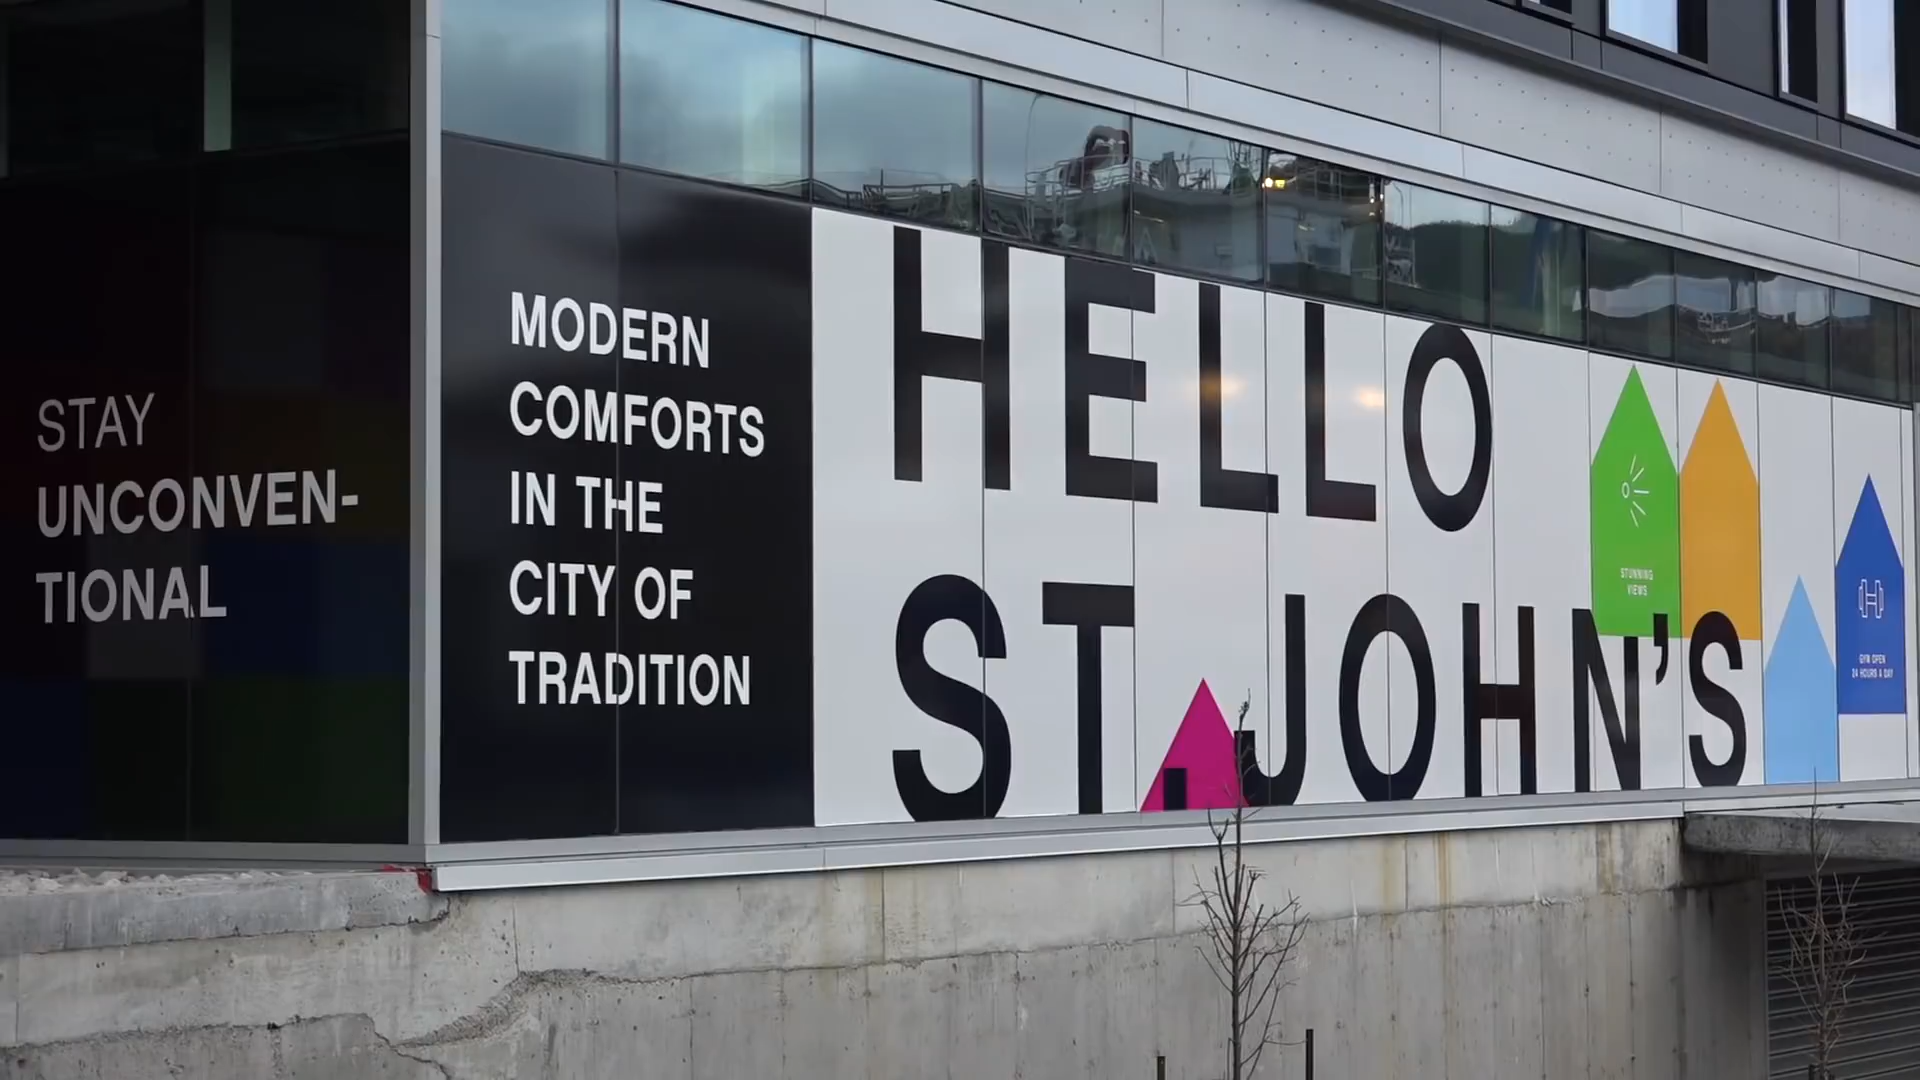 STAY
UNCONVEN-
TIONAL
MODERN
COMFORTS
IN THE
CITY OF
TRADITION
HELLO
ST.JOHN'S
STUNNING
VIEWS
GYM OPEN
24 HOURS A DAY